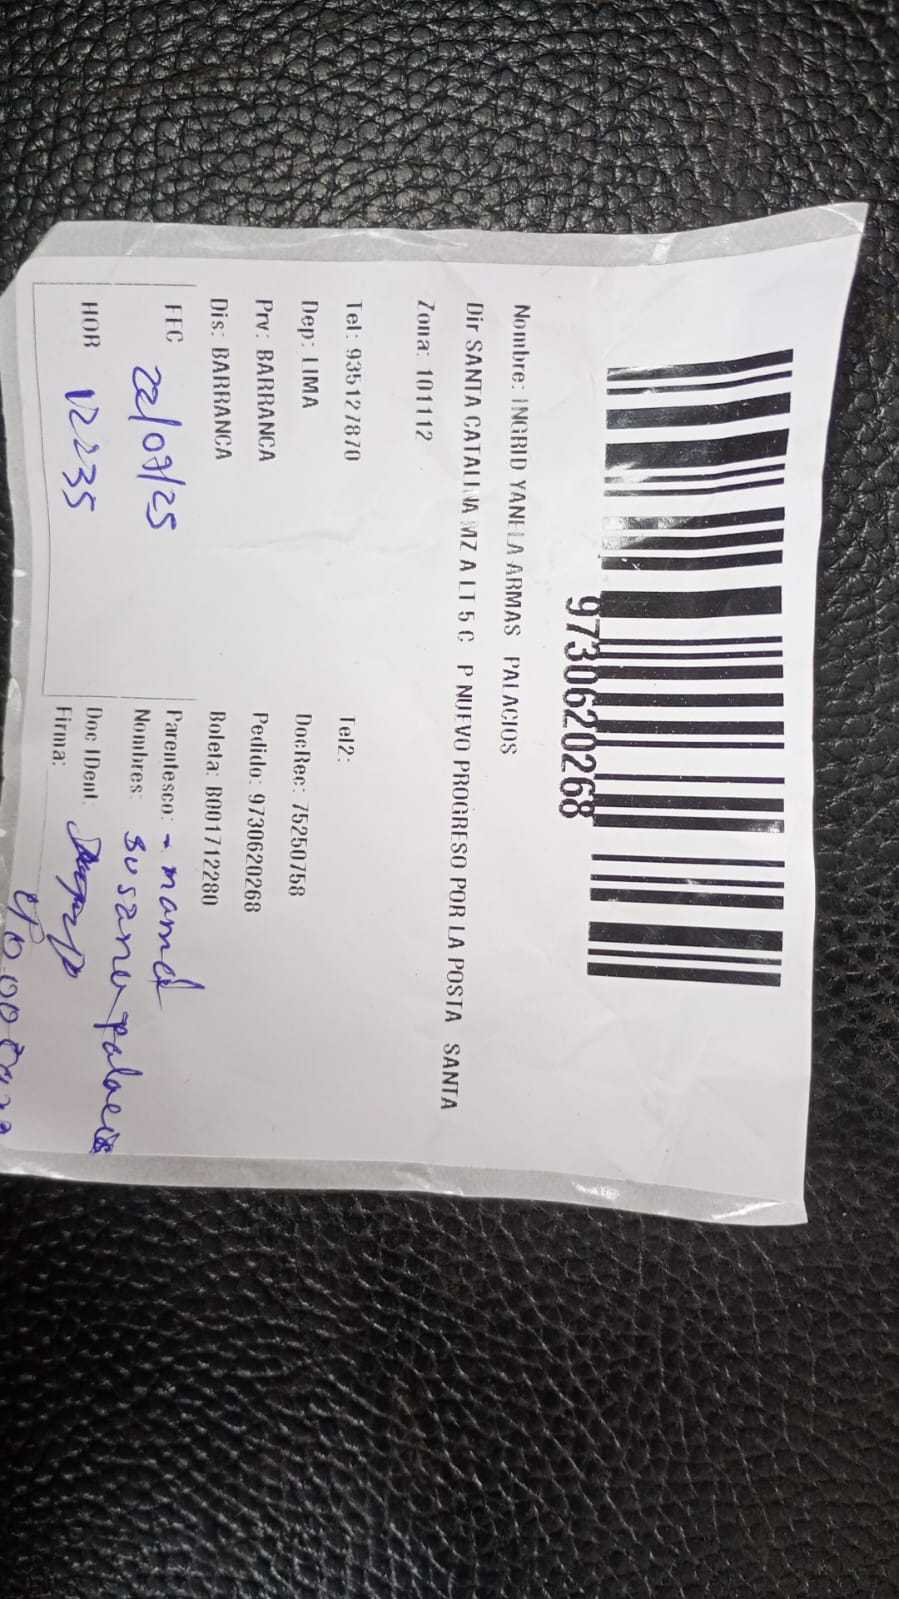 9730620268
Nombre: INGRID YANELA ARMAS PALACIOS
Dir SANTA CATALINA MZ A LT 5 C P NUEVO PROGRESO POR LA POSTA SANTA
Zona: 101112
Tel: 935127870 Tel2:
Dep: LIMA DocRec: 75250758
Prv: BARRANCA Pedido: 9730620268
Dis: BARRANCA Boleta: B001712280
FEC 22/07/25 Parentesco: - mamá
Nombres: Susana palacios
HOR 12:35 Doc IDent.
Firma: